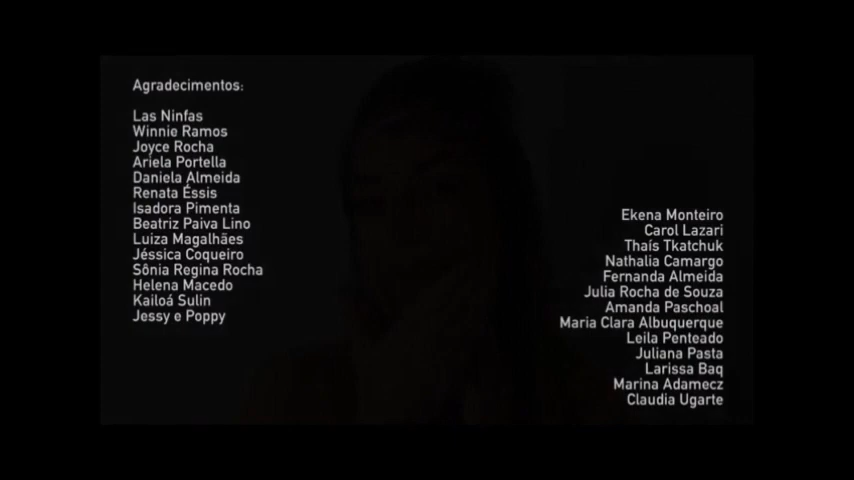 Agradecimentos:
Las Ninfas
Winnie Ramos
Joyce Rocha
Ariela Portella
Daniela Almeida
Renata Éssis
Isadora Pimenta
Beatriz Paiva Lino
Luiza Magalhães
Jéssica Coqueiro
Sônia Regina Rocha
Helena Macedo
Kailoá Sulin
Jessy e Poppy
Ekena Monteiro
Carol Lazari
Thaís Tkatchuk
Nathalia Camargo
Fernanda Almeida
Julia Rocha de Souza
Amanda Paschoal
Maria Clara Albuquerque
Leila Penteado
Juliana Pasta
Larissa Baq
Marina Adamecz
Claudia Ugarte